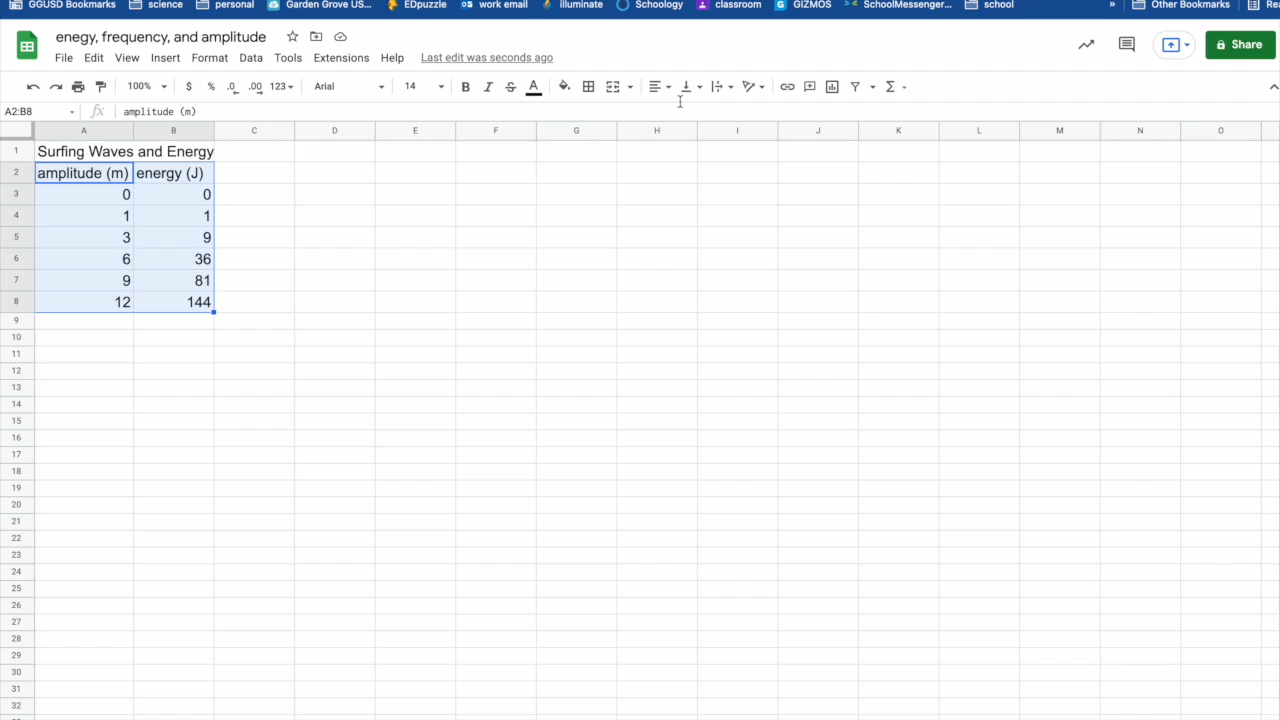 GGUSD Bookmarks science personal Garden Grove US... EDpuzzle work email illuminate Schoology classroom GIZMOS SchoolMessenger... school » Other Bookmarks Rea
enegy, frequency, and amplitude
File Edit View Insert Format Data Tools Extensions Help Last edit was seconds ago
Share
100% $ % .0 .00 123 Arial 14 B I S A Σ
A2:B8 fx amplitude (m)
A B C D E F G H I J K L M N O
1 Surfing Waves and Energy
2 amplitude (m) energy (J)
3 0 0
4 1 1
5 3 9
6 6 36
7 9 81
8 12 144
9
10
11
12
13
14
15
16
17
18
19
20
21
22
23
24
25
26
27
28
29
30
31
32